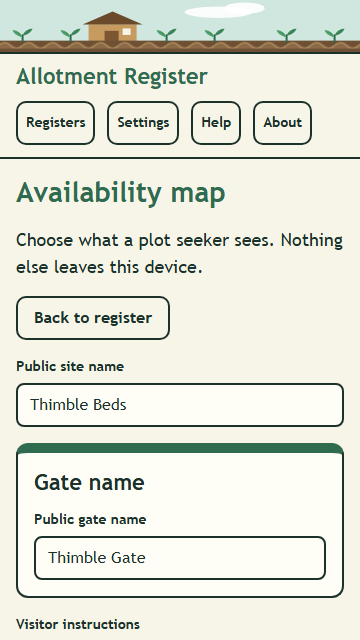 Allotment Register
Registers
Settings
Help
About
Availability map
Choose what a plot seeker sees. Nothing
else leaves this device.
Back to register
Public site name
Thimble Beds
Gate name
Public gate name
Thimble Gate
Visitor instructions